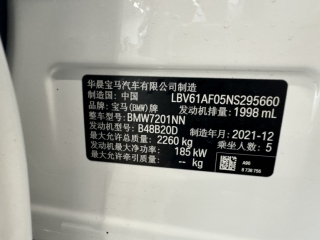 华晨宝马汽车有限公司制造
制造国: 中国 LBV61AF05NS295660
品牌: 宝马(BMW)牌 发动机排量: 1998 mL
整车型号: BMW7201NN
发动机型号: B48B20D 制造年月: 2021-12
最大允许总质量: 2260 kg 乘坐人数: 5
发动机最大净功率: 185 kW
最大允许牵引质量: -- kg
A96
8 736 756